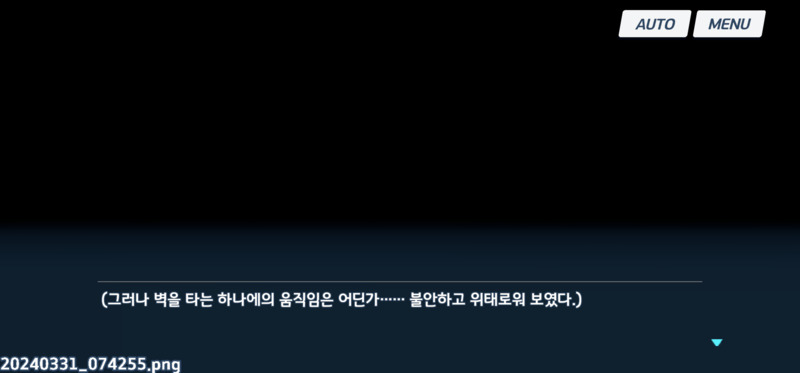 AUTO MENU
(그러나 벽을 타는 하나에의 움직임은 어딘가…… 불안하고 위태로워 보였다.)
20240331_074255.png